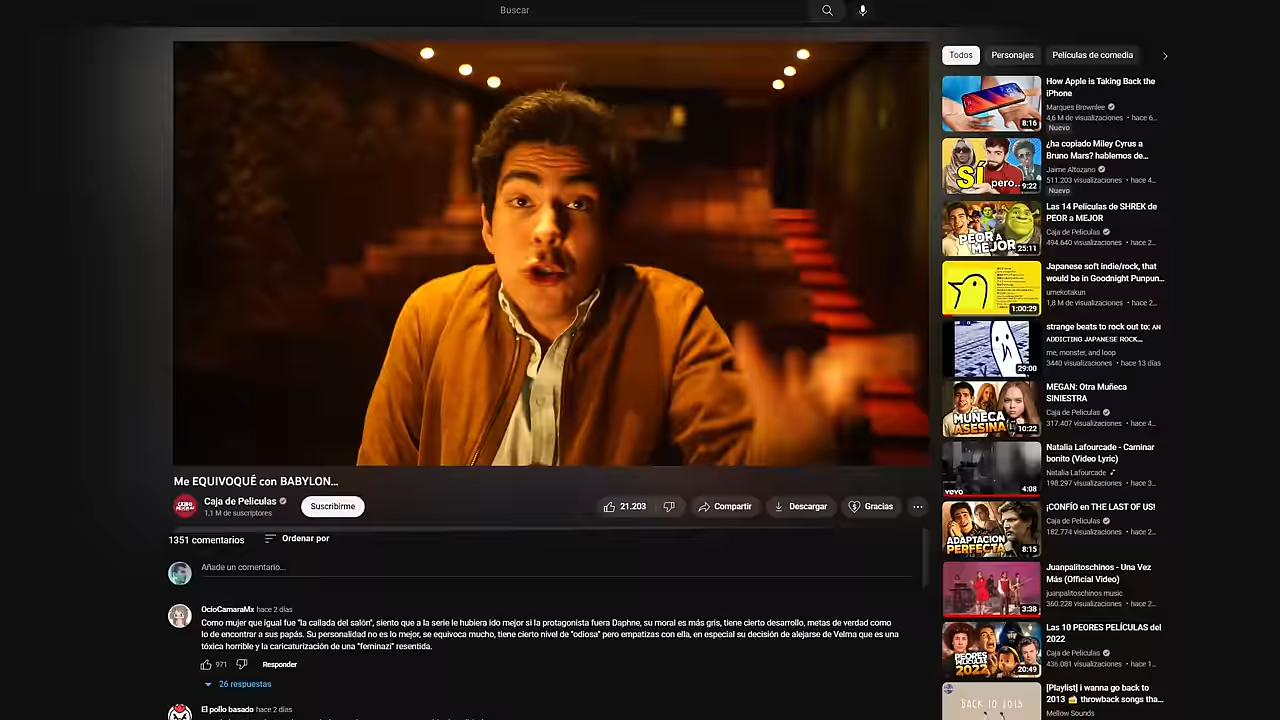 Buscar
Me EQUIVOQUÉ con BABYLON...
Caja de Películas
1.1 M de suscriptores
Suscribirme
21.203
Compartir
Descargar
Gracias
1351 comentarios
Ordenar por
Añade un comentario...
OcioCamaraMx hace 2 días
Como mujer que igual fue "la callada del salón", siento que a la serie le hubiera ido mejor si la protagonista fuera Daphne, su moral es más gris, tiene cierto desarrollo, metas de verdad como
lo de encontrar a sus papás. Su personalidad no es lo mejor, se equivoca mucho, tiene cierto nivel de "odiosa" pero empatizas con ella, en especial su decisión de alejarse de Velma que es una
tóxica horrible y la caricaturización de una "feminazi" resentida.
971
Responder
26 respuestas
El pollo basado hace 2 días
Todos
Personajes
Películas de comedia
How Apple is Taking Back the
iPhone
Marques Brownlee
4,6 M de visualizaciones • hace 6...
Nuevo
8:16
¿ha copiado Miley Cyrus a
Bruno Mars? hablemos de...
Jaime Altozano
511.203 visualizaciones • hace 4...
Nuevo
SÍ
pero..
9:22
Las 14 Películas de SHREK de
PEOR a MEJOR
Caja de Películas
494.640 visualizaciones • hace 2...
PEOR A
MEJOR
25:11
Japanese soft indie/rock, that
would be in Goodnight Punpun...
umekotakun
1,8 M de visualizaciones • hace 2...
1:00:29
strange beats to rock out to: AN
ADDICTING JAPANESE ROCK...
me, monster, and loop
3440 visualizaciones • hace 13 días
29:00
MEGAN: Otra Muñeca
SINIESTRA
Caja de Películas
317.407 visualizaciones • hace 4...
MUÑECA
ASESINA
10:22
Natalia Lafourcade - Caminar
bonito (Video Lyric)
Natalia Lafourcade
198.297 visualizaciones • hace 3...
vevo
4:08
¡CONFÍO en THE LAST OF US!
Caja de Películas
182.774 visualizaciones • hace 2...
ADAPTACION
PERFECTA
8:15
Juanpalitoschinos - Una Vez
Más (Official Video)
juanpalitoschinos music
360.228 visualizaciones • hace 2...
3:38
Las 10 PEORES PELÍCULAS del
2022
Caja de Películas
436.081 visualizaciones • hace 1...
PEORES
PELICULAS
2022
20:49
[Playlist] i wanna go back to
2013 throwback songs tha...
Mellow Sounds
BACK TO 2013